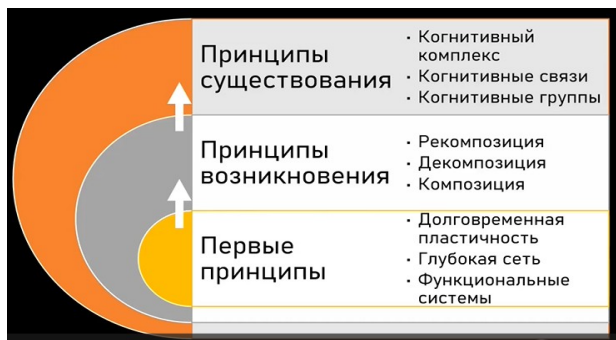 Принципы
существования
· Когнитивный
комплекс
· Когнитивные связи
· Когнитивные группы
Принципы
возникновения
· Рекомпозиция
· Декомпозиция
· Композиция
Первые
принципы
· Долговременная
пластичность
· Глубокая сеть
· Функциональные
системы